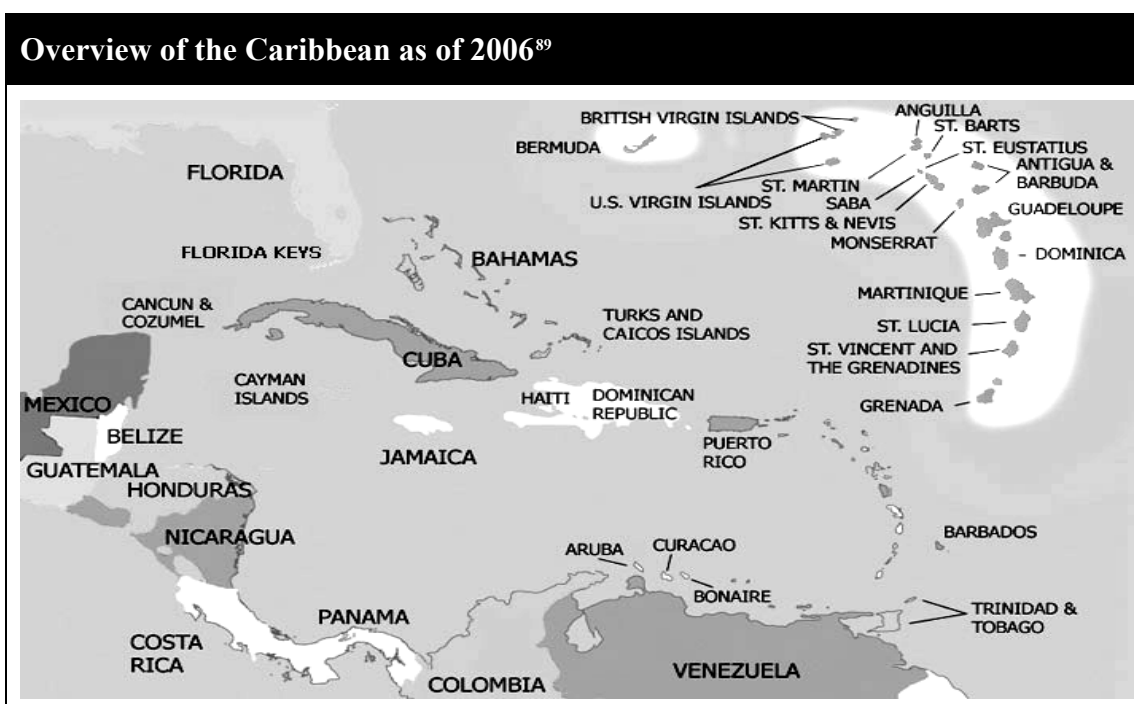 Overview of the Caribbean as of 2006⁸⁹
BRITISH VIRGIN ISLANDS
ANGUILLA
ST. BARTS
BERMUDA
ST. EUSTATIUS
ANTIGUA &
BARBUDA
FLORIDA
ST. MARTIN
U.S. VIRGIN ISLANDS
SABA
ST. KITTS & NEVIS
GUADELOUPE
MONSERRAT
FLORIDA KEYS
BAHAMAS
DOMINICA
CANCUN &
COZUMEL
MARTINIQUE
TURKS AND
CAICOS ISLANDS
ST. LUCIA
CUBA
ST. VINCENT AND
THE GRENADINES
CAYMAN
ISLANDS
HAITI
DOMINICAN
REPUBLIC
MEXICO
GRENADA
BELIZE
PUERTO
RICO
JAMAICA
GUATEMALA
HONDURAS
NICARAGUA
BARBADOS
ARUBA
CURACAO
BONAIRE
PANAMA
TRINIDAD &
TOBAGO
COSTA
RICA
VENEZUELA
COLOMBIA